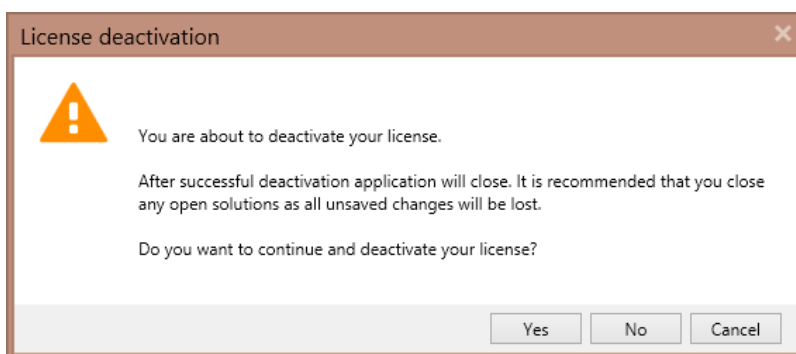 License deactivation
You are about to deactivate your license.
After successful deactivation application will close. It is recommended that you close
any open solutions as all unsaved changes will be lost.
Do you want to continue and deactivate your license?
Yes No Cancel